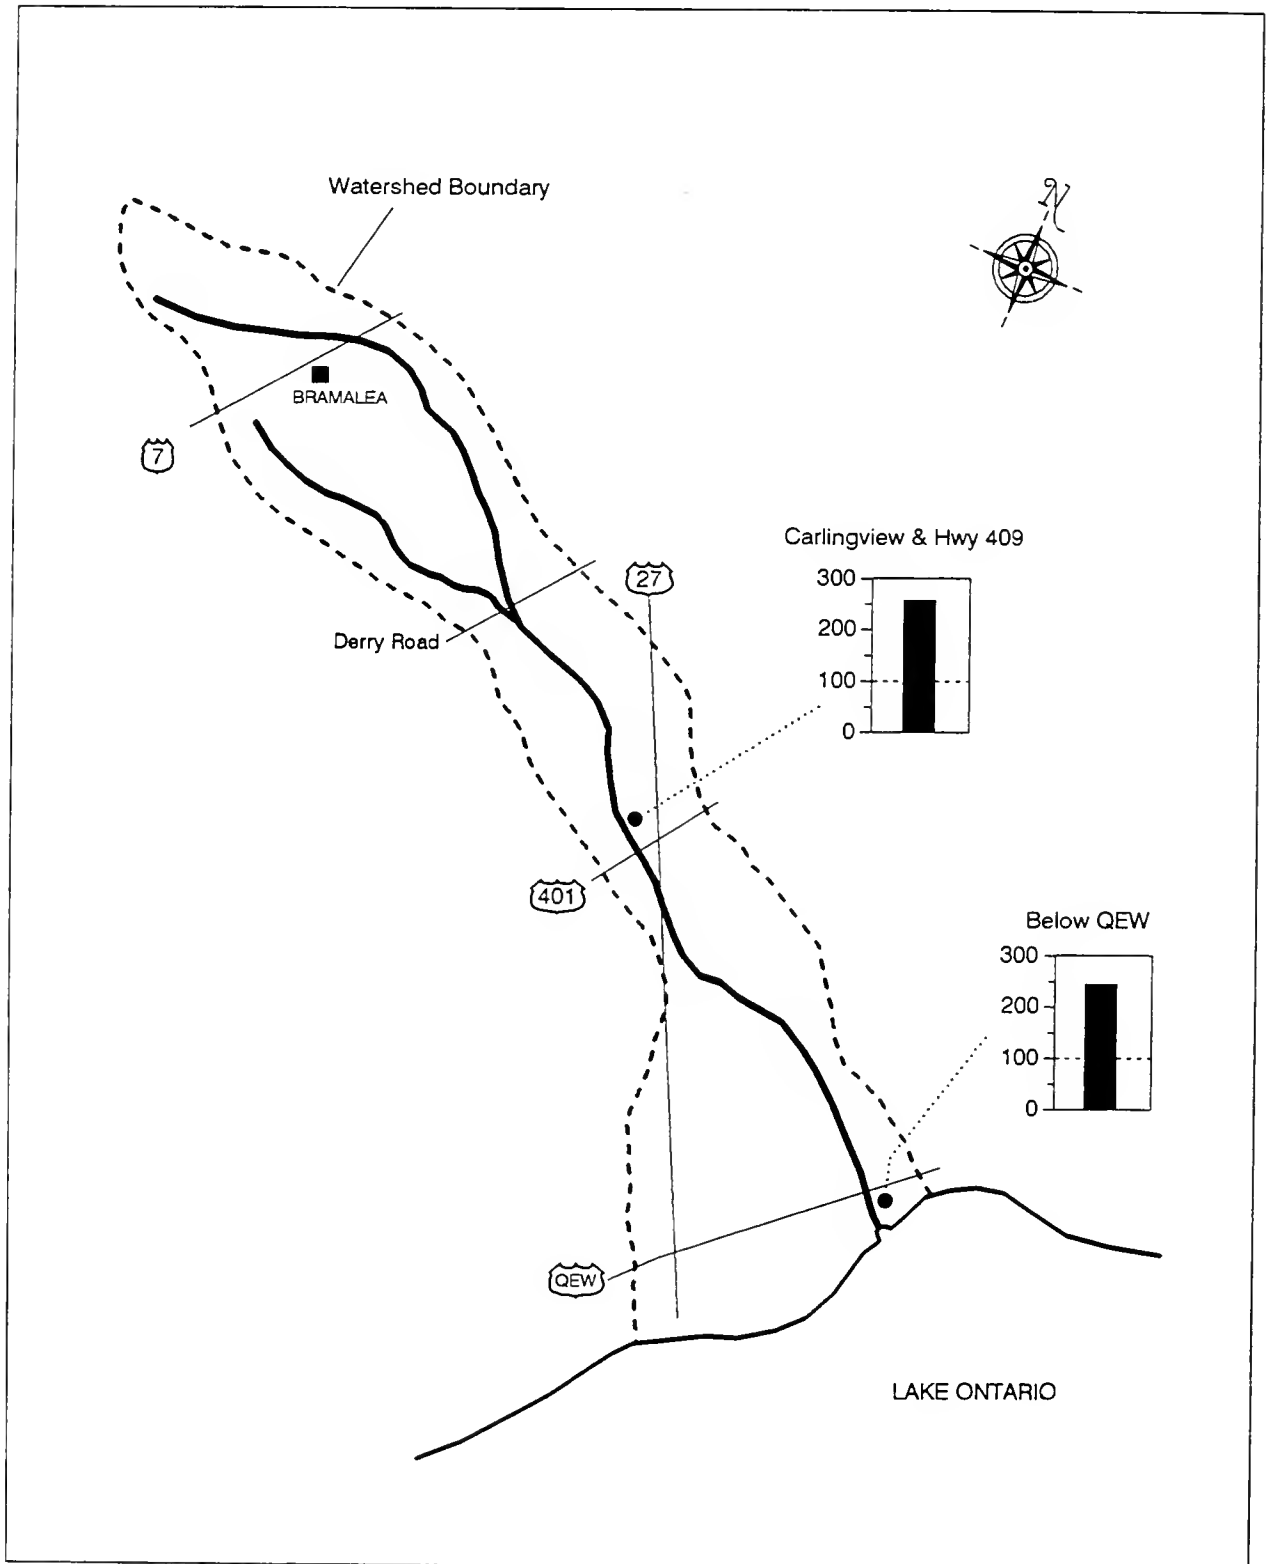 Watershed Boundary
N
BRAMALEA
7
Carlingview & Hwy 409
300
200
100
0
27
Derry Road
401
Below QEW
300
200
100
0
QEW
LAKE ONTARIO